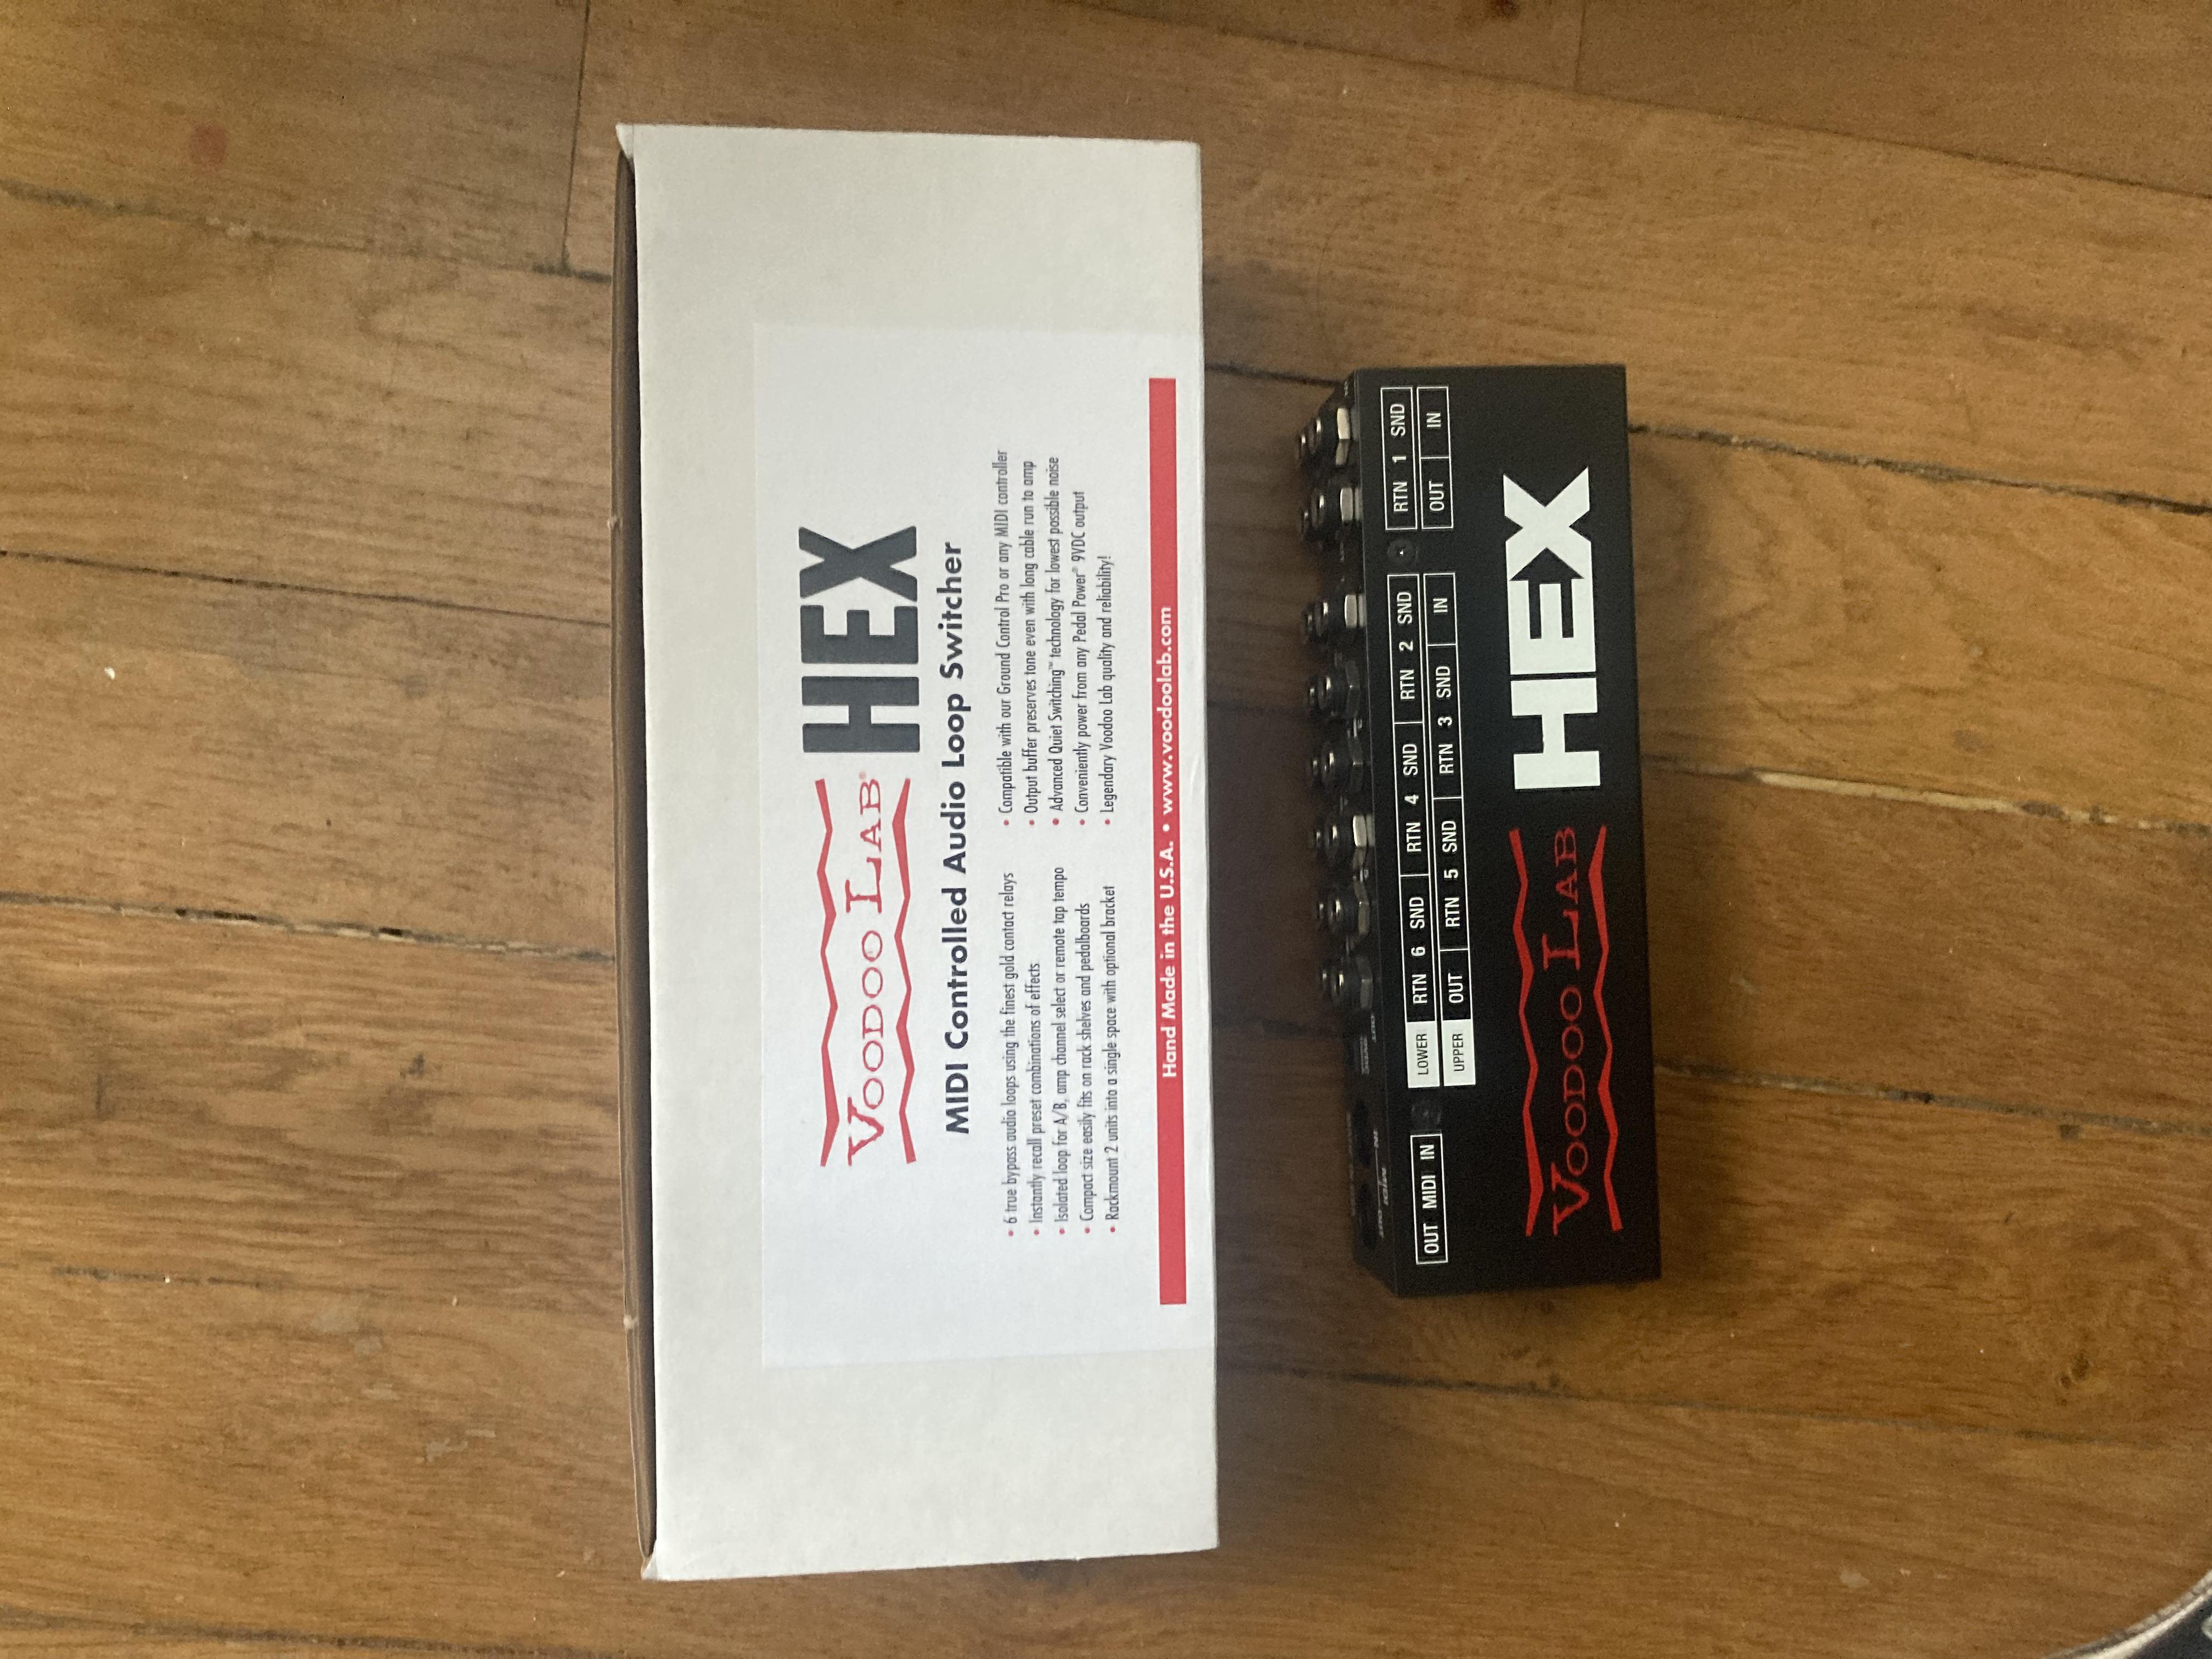 VOODOO LAB® HEX
MIDI Controlled Audio Loop Switcher
• 6 true bypass audio loops using the finest gold contact relays
• Instantly recall preset combinations of effects
• Isolated loop for A/B, amp channel select or remote tap tempo
• Compact size easily fits on rack shelves and pedalboards
• Rackmount 2 units into a single space with optional bracket
• Compatible with our Ground Control Pro or any MIDI controller
• Output buffer preserves tone even with long cable run to amp
• Advanced Quiet Switching™ technology for lowest possible noise
• Conveniently power from any Pedal Power® 9VDC output
• Legendary Voodoo Lab quality and reliability!
Hand Made in the U.S.A. • www.voodoolab.com
OUT MIDI IN
LOWER RTN 6 SND RTN 4 SND RTN 2 SND RTN 1 SND
UPPER OUT RTN 5 SND RTN 3 SND IN OUT IN
VOODOO LAB HEX